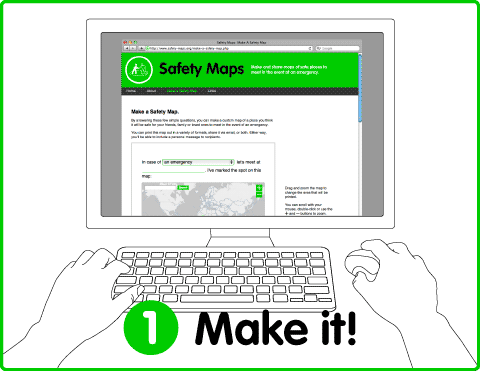 Safety Maps: Make A Safety Map
http://www.safety-maps.org/make-a-safety-map.php
Google
Safety Maps
Make and share maps of safe places to
meet in the event of an emergency.
Home About Make a Safety Map Links
Make a Safety Map.
By answering these few simple questions, you can make a custom map of a place you think
it will be safe for your friends, family or loved ones to meet in the event of an emergency.
You can print the map out in a variety of formats, share it via email, or both. Either way,
you'll be able to include a personal message to recipients.
In case of an emergency lets meet at
. I've marked the spot on this
map:
Drag and zoom the map to
change the area that will be
printed.
You can scroll with your
mouse, double-click or use the
+ and — buttons to zoom.
1 Make it!